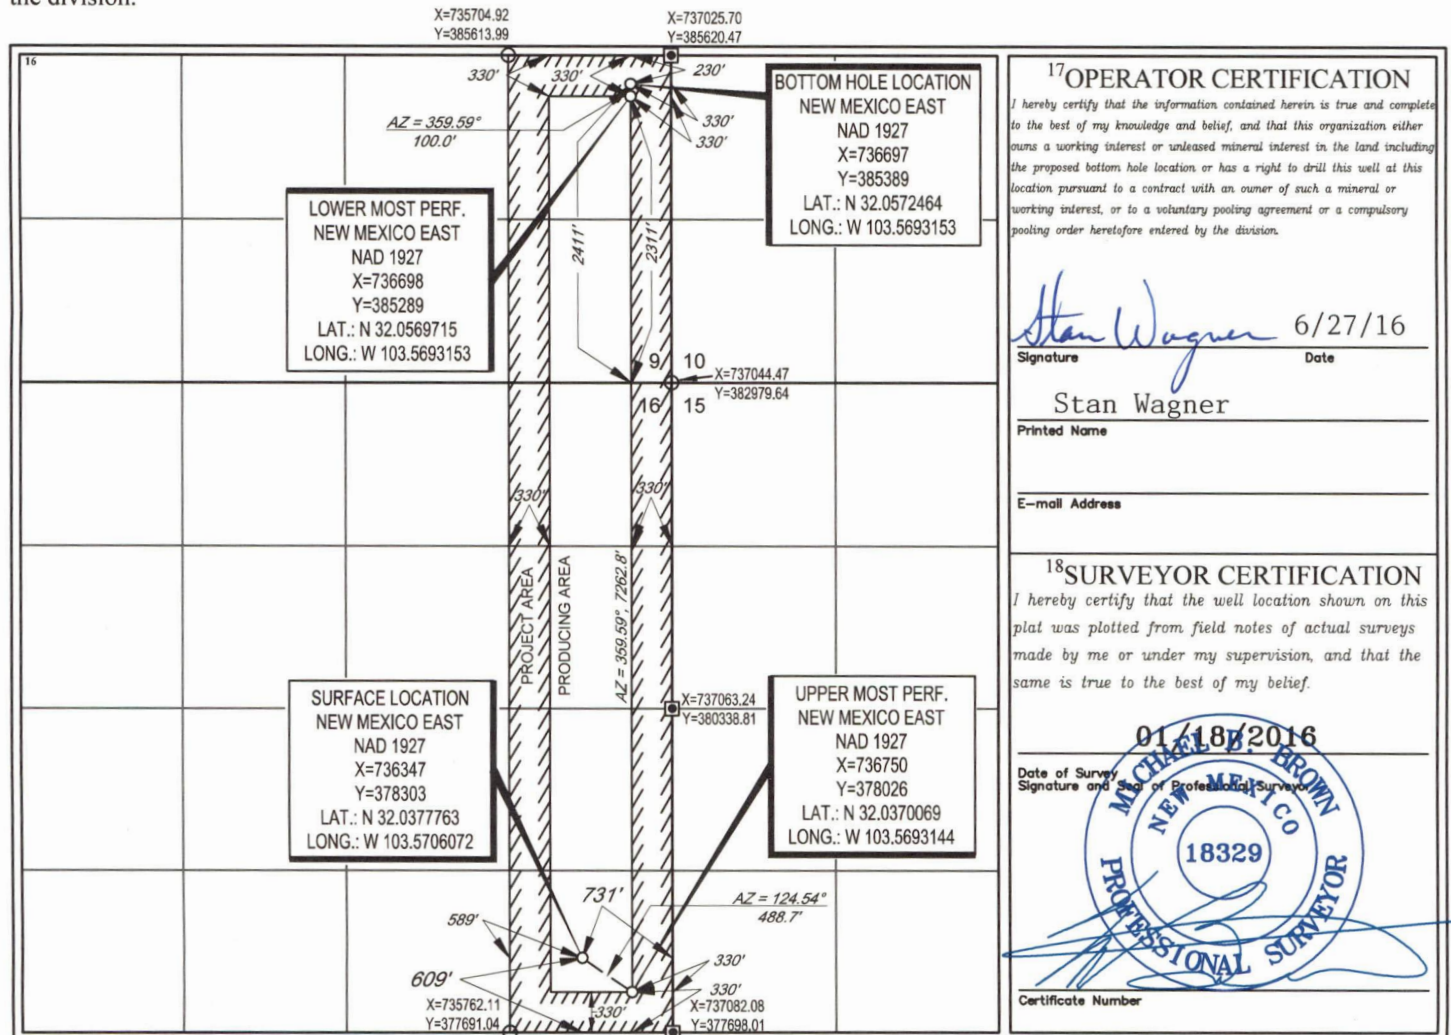 the division.
X=735704.92
Y=385613.99
X=737025.70
Y=385620.47
16
330'
330'
230'
AZ = 359.59°
100.0'
330'
330'
BOTTOM HOLE LOCATION
NEW MEXICO EAST
NAD 1927
X=736697
Y=385389
LAT.: N 32.0572464
LONG.: W 103.5693153
LOWER MOST PERF.
NEW MEXICO EAST
NAD 1927
X=736698
Y=385289
LAT.: N 32.0569715
LONG.: W 103.5693153
2411'
2311'
9 10
16 15
X=737044.47
Y=382979.64
330'
330'
PROJECT AREA
PRODUCING AREA
AZ = 359.59°, 7262.8'
X=737063.24
Y=380338.81
SURFACE LOCATION
NEW MEXICO EAST
NAD 1927
X=736347
Y=378303
LAT.: N 32.0377763
LONG.: W 103.5706072
UPPER MOST PERF.
NEW MEXICO EAST
NAD 1927
X=736750
Y=378026
LAT.: N 32.0370069
LONG.: W 103.5693144
731'
AZ = 124.54°
488.7'
589'
609'
330'
330'
330'
X=735762.11
Y=377691.04
X=737082.08
Y=377698.01
17 OPERATOR CERTIFICATION
I hereby certify that the information contained herein is true and complete
to the best of my knowledge and belief, and that this organization either
owns a working interest or unleased mineral interest in the land including
the proposed bottom hole location or has a right to drill this well at this
location pursuant to a contract with an owner of such a mineral or
working interest, or to a voluntary pooling agreement or a compulsory
pooling order heretofore entered by the division.
Stan Wagner 6/27/16
Signature Date
Stan Wagner
Printed Name
E-mail Address
18 SURVEYOR CERTIFICATION
I hereby certify that the well location shown on this
plat was plotted from field notes of actual surveys
made by me or under my supervision, and that the
same is true to the best of my belief.
01/18/2016
Date of Survey
Signature and Seal of Professional Surveyor
MICHAEL B. BROWN
NEW MEXICO
18329
PROFESSIONAL SURVEYOR
Certificate Number